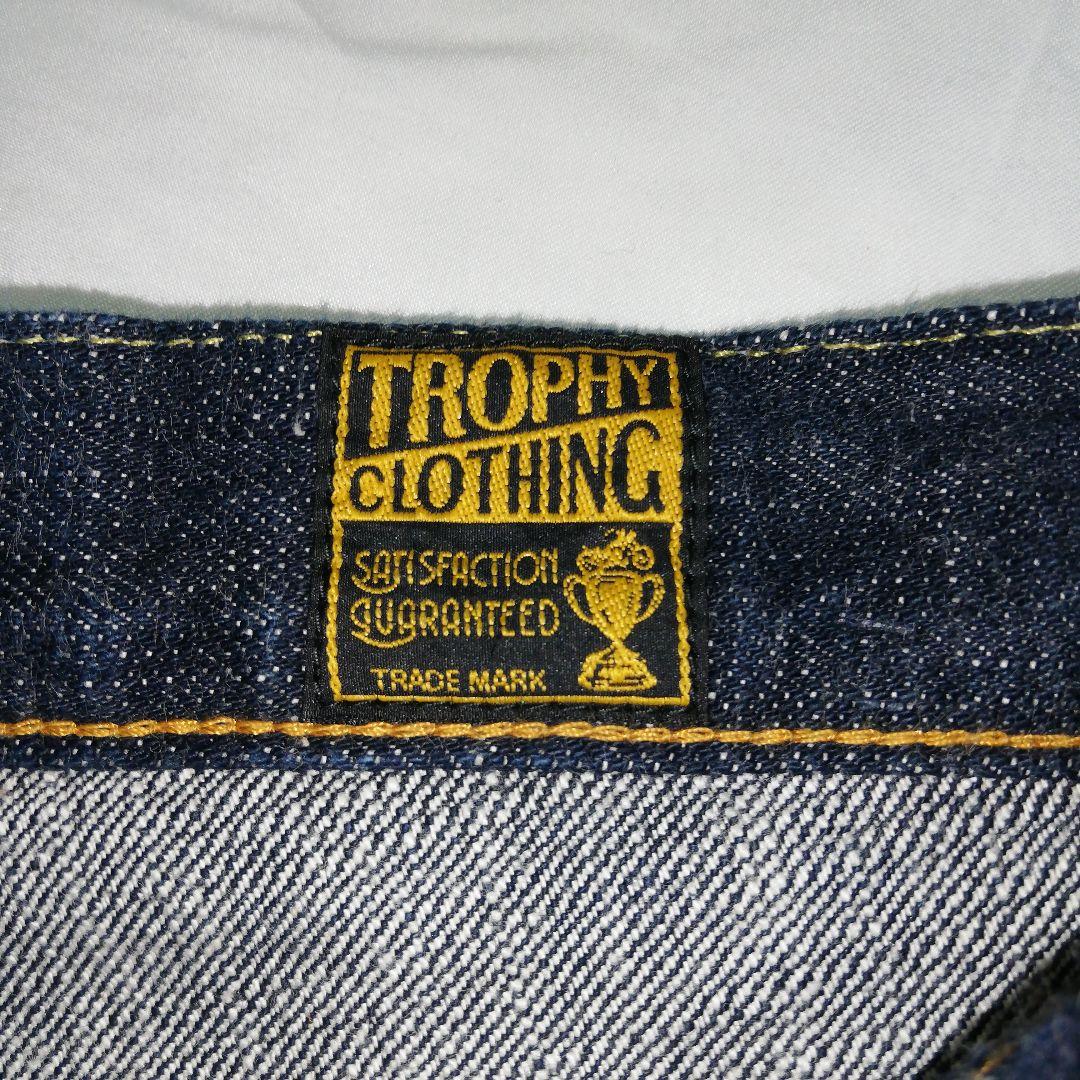 TROPHY
CLOTHING
SATISFACTION
GUARANTEED
TRADE MARK